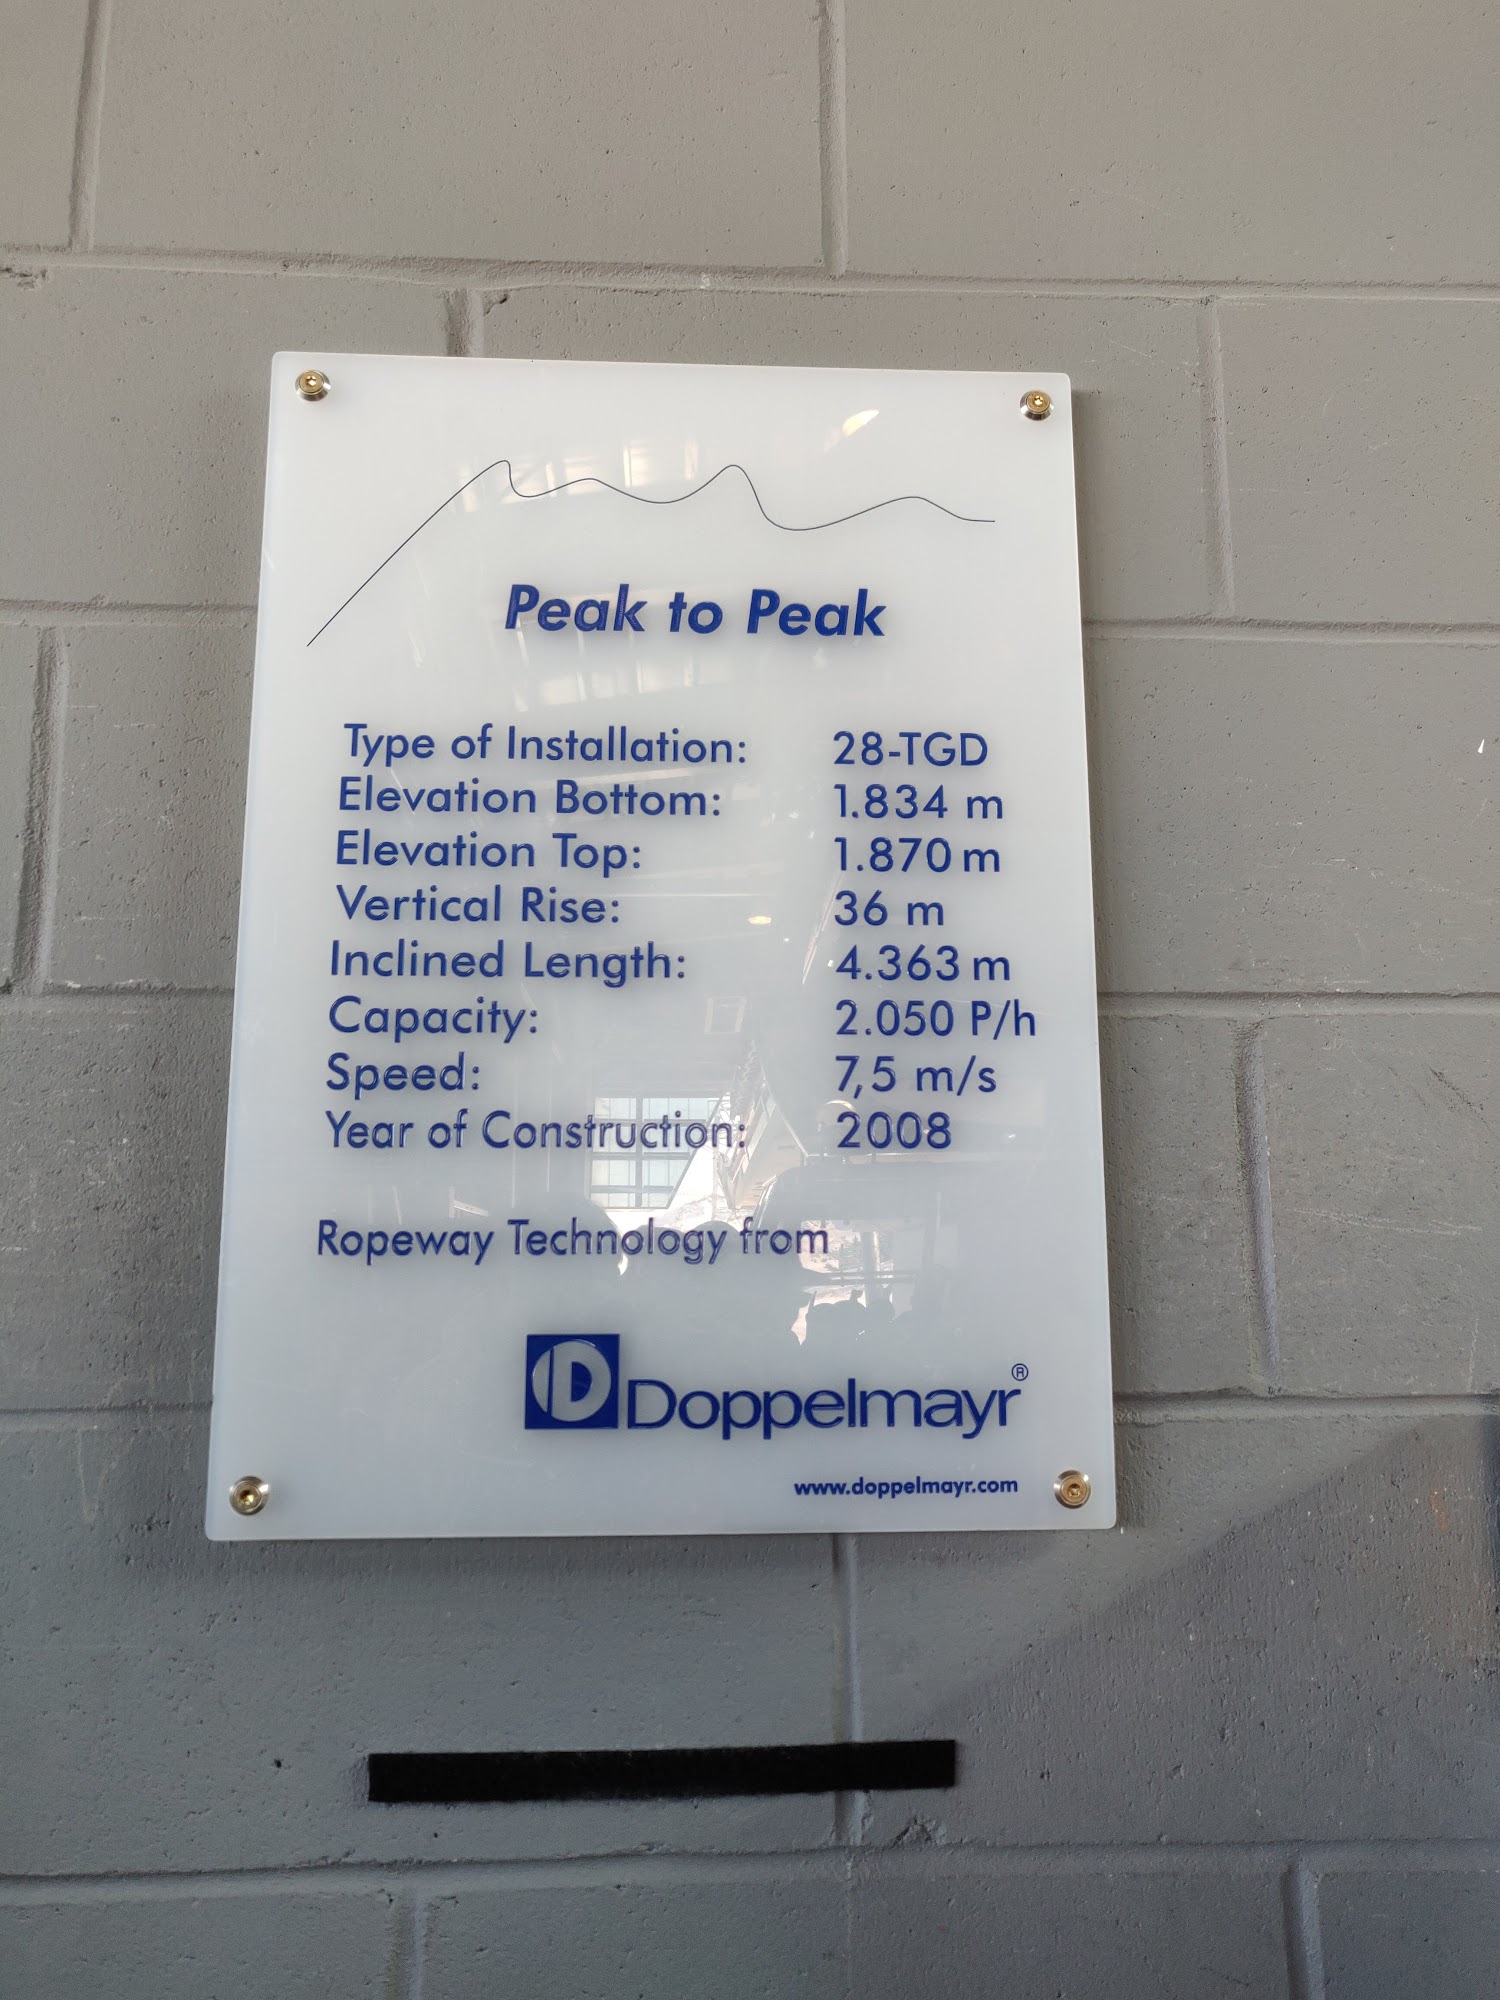 Peak to Peak
Type of Installation: 28-TGD
Elevation Bottom: 1.834 m
Elevation Top: 1.870 m
Vertical Rise: 36 m
Inclined Length: 4.363 m
Capacity: 2.050 P/h
Speed: 7,5 m/s
Year of Construction: 2008
Ropeway Technology from
D Doppelmayr®
www.doppelmayr.com